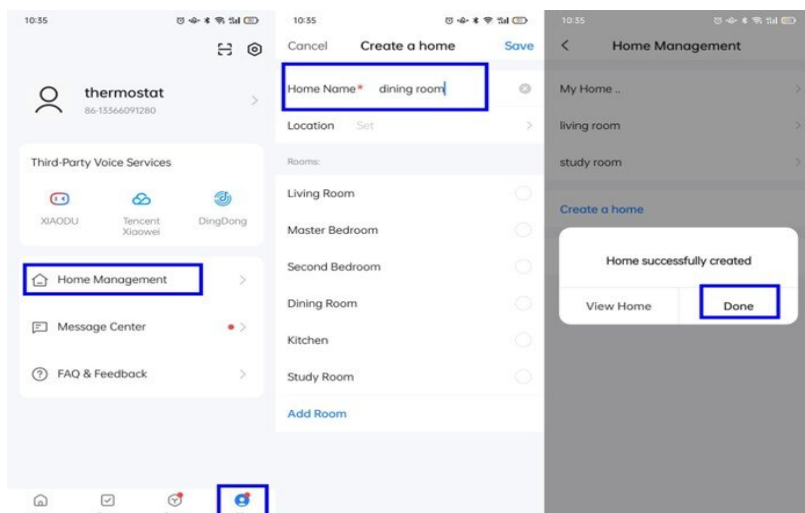 10:35
thermostat
86-13366091280
Third-Party Voice Services
XIAODU
Tencent
Xiaowei
DingDong
Home Management
Message Center
FAQ & Feedback
10:35
Cancel
Create a home
Save
Home Name* dining room
Location Set
Rooms:
Living Room
Master Bedroom
Second Bedroom
Dining Room
Kitchen
Study Room
Add Room
10:35
Home Management
My Home ..
living room
study room
Create a home
Home successfully created
View Home
Done